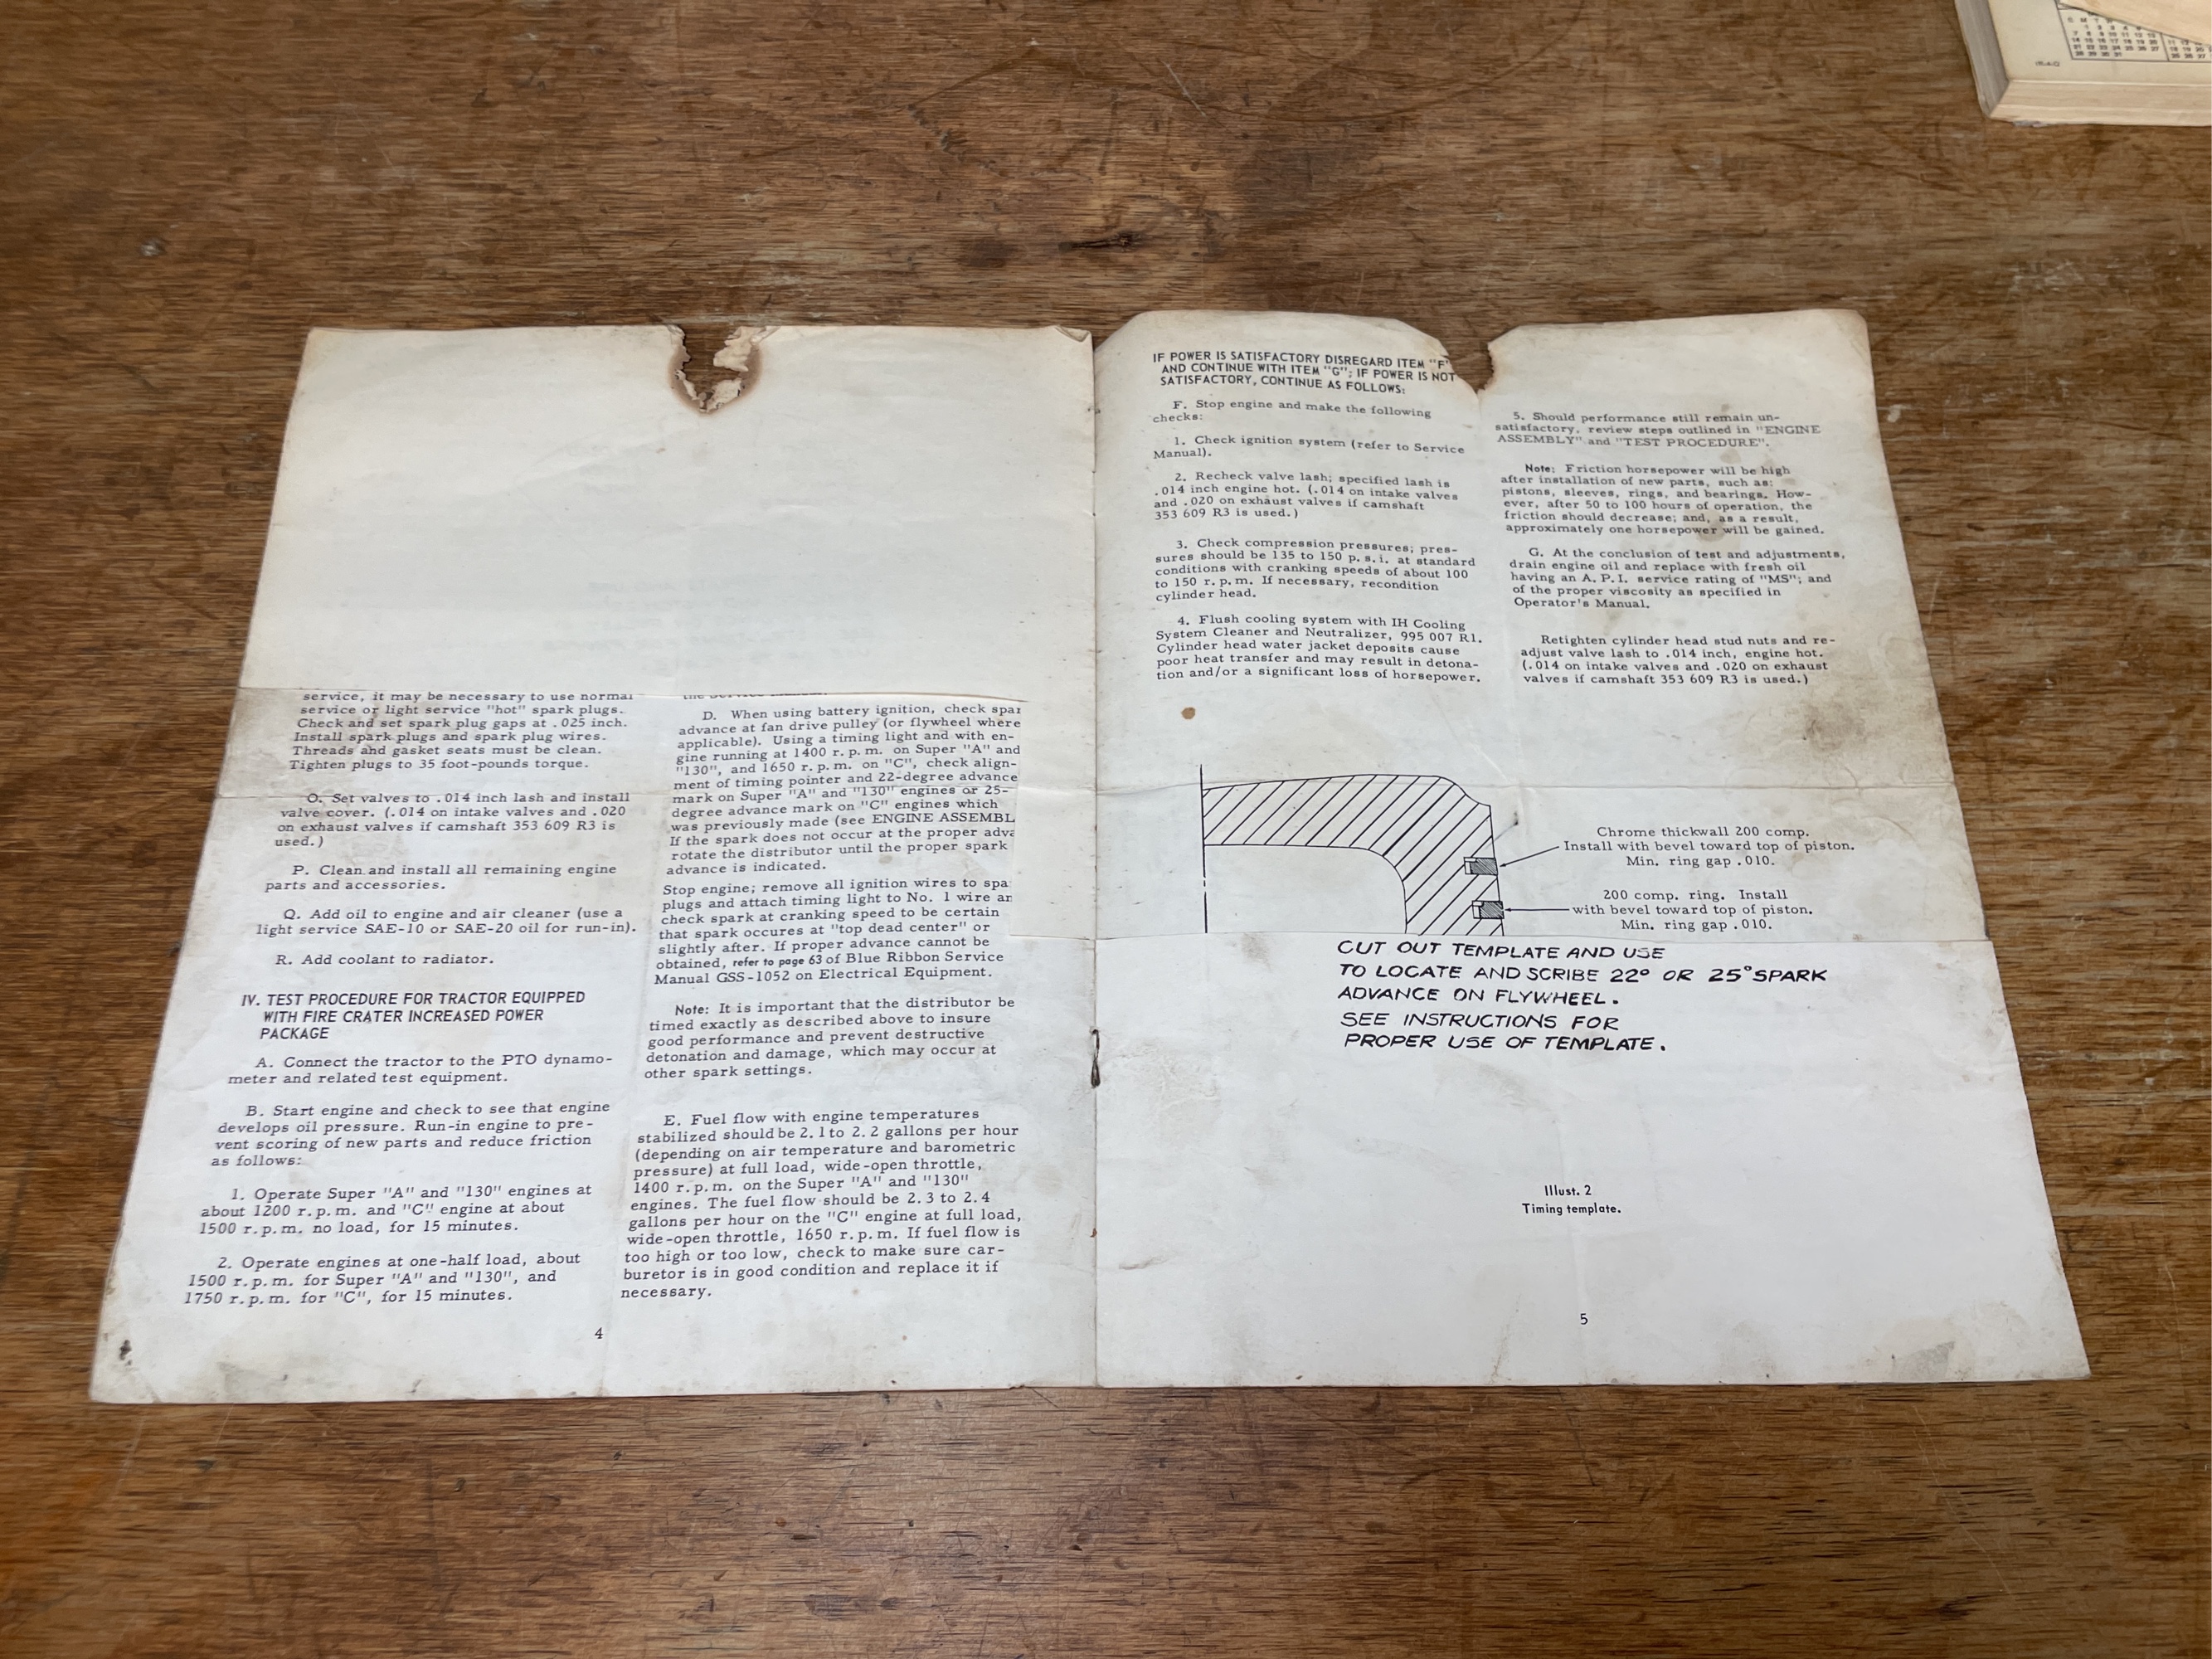 service, it may be necessary to use normal
service or light service "hot" spark plugs.
Check and set spark plug gaps at .025 inch.
Install spark plugs and spark plug wires.
Threads and gasket seats must be clean.
Tighten plugs to 35 foot-pounds torque.
O. Set valves to .014 inch lash and install
valve cover. (.014 on intake valves and .020
on exhaust valves if camshaft 353 609 R3 is
used.)
P. Clean and install all remaining engine
parts and accessories.
Q. Add oil to engine and air cleaner (use a
light service SAE-10 or SAE-20 oil for run-in).
R. Add coolant to radiator.
IV. TEST PROCEDURE FOR TRACTOR EQUIPPED
WITH FIRE CRATER INCREASED POWER
PACKAGE
A. Connect the tractor to the PTO dynamo-
meter and related test equipment.
B. Start engine and check to see that engine
develops oil pressure. Run-in engine to pre-
vent scoring of new parts and reduce friction
as follows:
1. Operate Super "A" and "130" engines at
about 1200 r.p.m. and "C" engine at about
1500 r.p.m. no load, for 15 minutes.
2. Operate engines at one-half load, about
1500 r.p.m. for Super "A" and "130", and
1750 r.p.m. for "C", for 15 minutes.
D. When using battery ignition, check spar
advance at fan drive pulley (or flywheel where
applicable). Using a timing light and with en-
gine running at 1400 r.p.m. on Super "A" and
"130", and 1650 r.p.m. on "C", check align-
ment of timing pointer and 22-degree advance
mark on Super "A" and "130" engines or 25-
degree advance mark on "C" engines which
was previously made (see ENGINE ASSEMBL
If the spark does not occur at the proper adva
rotate the distributor until the proper spark
advance is indicated.
Stop engine; remove all ignition wires to spa
plugs and attach timing light to No. 1 wire an
check spark at cranking speed to be certain
that spark occures at "top dead center" or
slightly after. If proper advance cannot be
obtained, refer to page 63 of Blue Ribbon Service
Manual GSS-1052 on Electrical Equipment.
Note: It is important that the distributor be
timed exactly as described above to insure
good performance and prevent destructive
detonation and damage, which may occur at
other spark settings.
E. Fuel flow with engine temperatures
stabilized should be 2.1 to 2.2 gallons per hour
(depending on air temperature and barometric
pressure) at full load, wide-open throttle,
1400 r.p.m. on the Super "A" and "130"
engines. The fuel flow should be 2.3 to 2.4
gallons per hour on the "C" engine at full load,
wide-open throttle, 1650 r.p.m. If fuel flow is
too high or too low, check to make sure car-
buretor is in good condition and replace it if
necessary.
4
IF POWER IS SATISFACTORY DISREGARD ITEM "F"
AND CONTINUE WITH ITEM "G"; IF POWER IS NOT
SATISFACTORY, CONTINUE AS FOLLOWS:
F. Stop engine and make the following
checks:
1. Check ignition system (refer to Service
Manual).
2. Recheck valve lash; specified lash is
.014 inch engine hot. (.014 on intake valves
and .020 on exhaust valves if camshaft
353 609 R3 is used.)
3. Check compression pressures; pres-
sures should be 135 to 150 p.s.i. at standard
conditions with cranking speeds of about 100
to 150 r.p.m. If necessary, recondition
cylinder head.
4. Flush cooling system with IH Cooling
System Cleaner and Neutralizer, 995 007 R1.
Cylinder head water jacket deposits cause
poor heat transfer and may result in detona-
tion and/or a significant loss of horsepower.
5. Should performance still remain un-
satisfactory, review steps outlined in "ENGINE
ASSEMBLY" and "TEST PROCEDURE".
Note: Friction horsepower will be high
after installation of new parts, such as:
pistons, sleeves, rings, and bearings. How-
ever, after 50 to 100 hours of operation, the
friction should decrease; and, as a result,
approximately one horsepower will be gained.
G. At the conclusion of test and adjustments,
drain engine oil and replace with fresh oil
having an A.P.I. service rating of "MS"; and
of the proper viscosity as specified in
Operator's Manual.
Retighten cylinder head stud nuts and re-
adjust valve lash to .014 inch, engine hot.
(.014 on intake valves and .020 on exhaust
valves if camshaft 353 609 R3 is used.)
Chrome thickwall 200 comp.
Install with bevel toward top of piston.
Min. ring gap .010.
200 comp. ring. Install
with bevel toward top of piston.
Min. ring gap .010.
CUT OUT TEMPLATE AND USE
TO LOCATE AND SCRIBE 22° OR 25° SPARK
ADVANCE ON FLYWHEEL.
SEE INSTRUCTIONS FOR
PROPER USE OF TEMPLATE.
Illust. 2
Timing template.
5